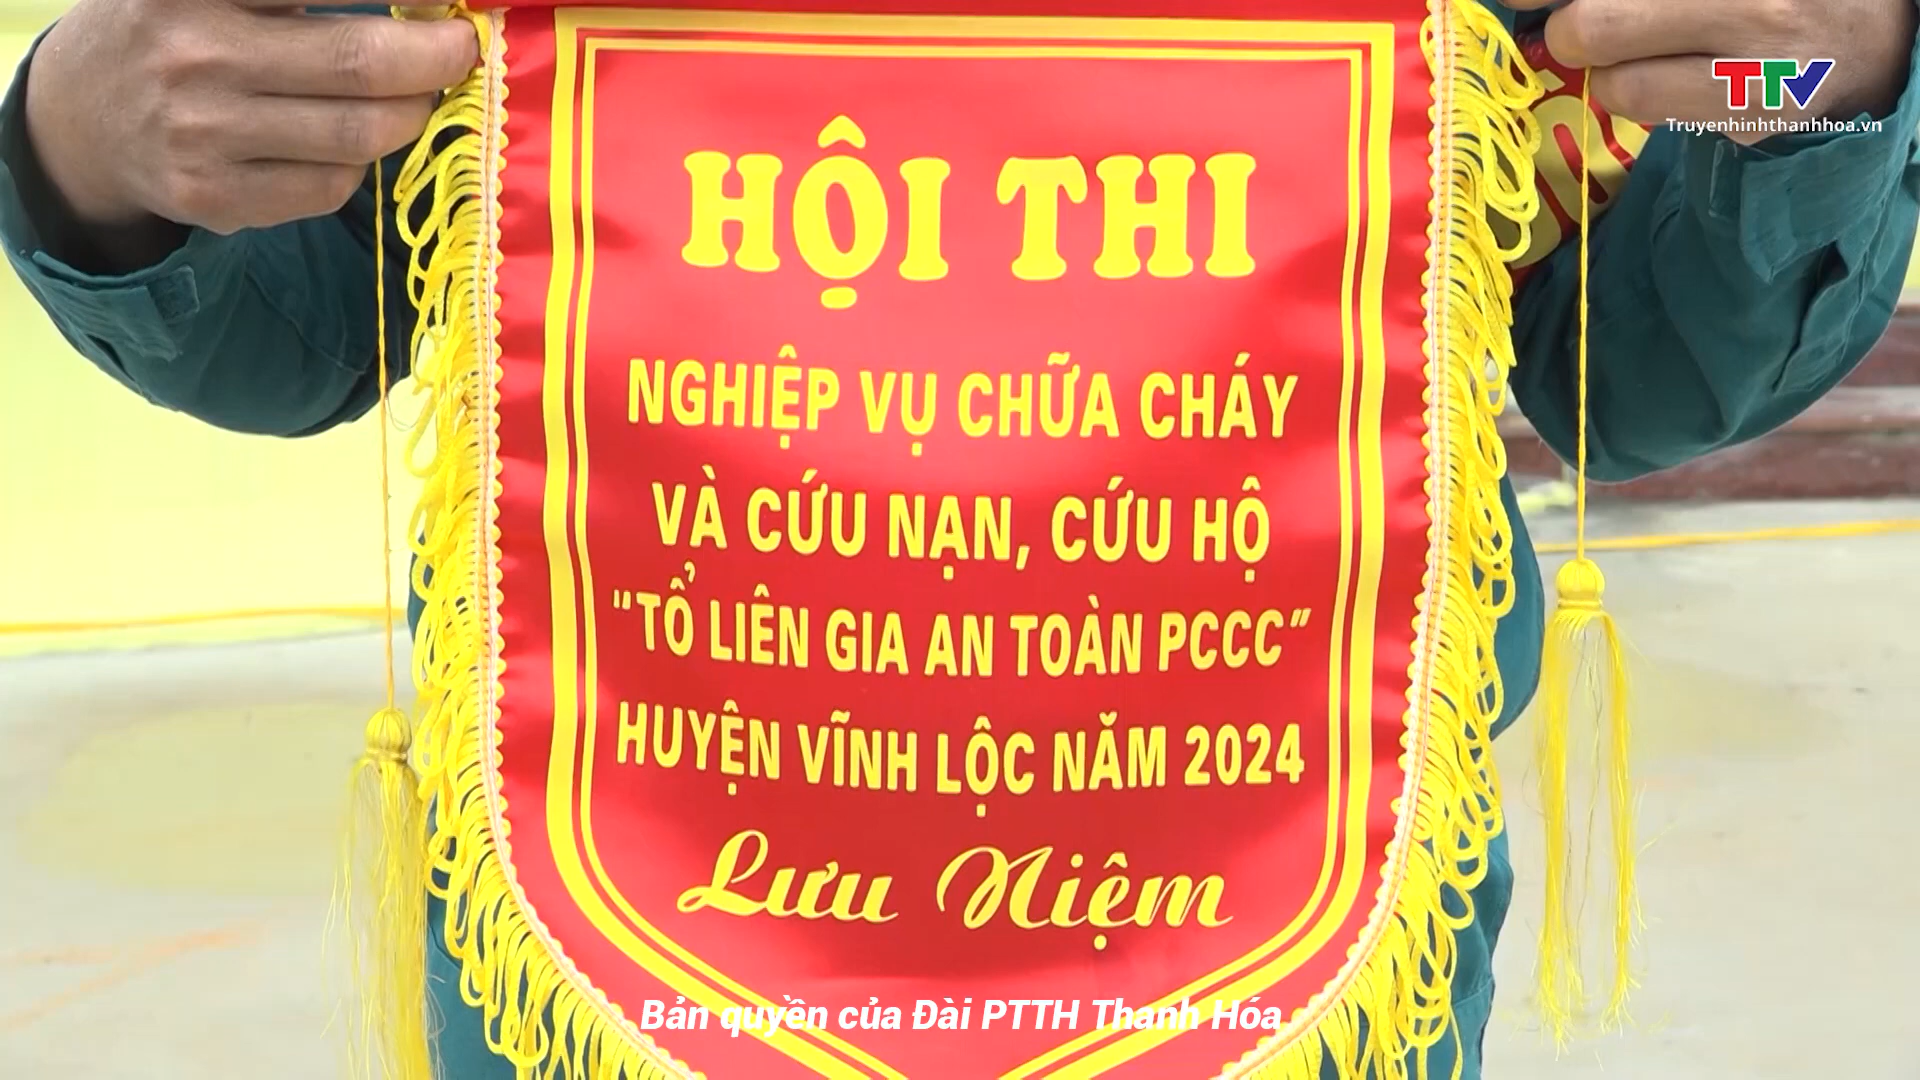 TTV
Truyenhinhthanhhoa.vn
HỘI THI
NGHIỆP VỤ CHỮA CHÁY
VÀ CỨU NẠN, CỨU HỘ
"TỔ LIÊN GIA AN TOÀN PCCC"
HUYỆN VĨNH LỘC NĂM 2024
Lưu Niệm
Bản quyền của Đài PTTH Thanh Hóa